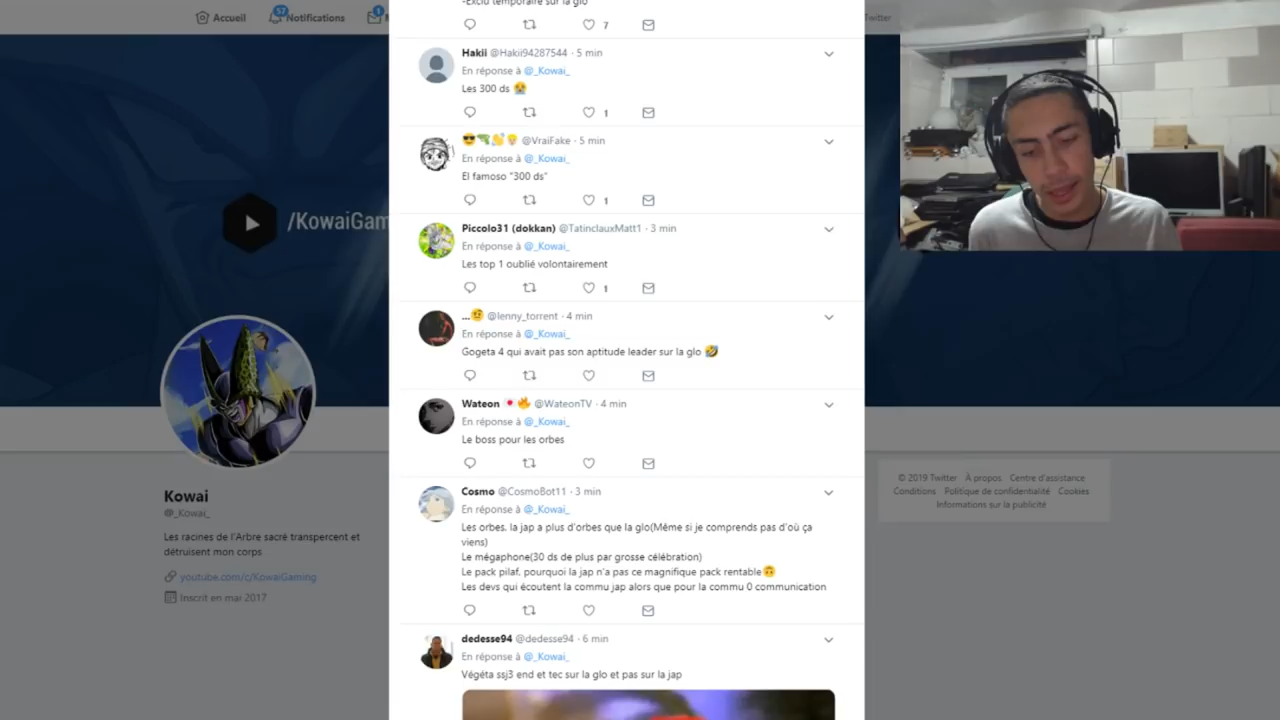 Accueil
57
Notifications
1
M
Twitter
/KowaiGam
Kowai
@_Kowai_
Les racines de l'Arbre sacré transpercent et
détruisent mon corps
youtube.com/c/KowaiGaming
Inscrit en mai 2017
-Exclu temporaire sur la glo
7
Hakii @Hakii94287544 · 5 min
En réponse à @_Kowai_
Les 300 ds 😭
1
😎🔫👏👂 @VraiFake · 5 min
En réponse à @_Kowai_
El famoso "300 ds"
1
Piccolo31 (dokkan) @TatinclauxMatt1 · 3 min
En réponse à @_Kowai_
Les top 1 oublié volontairement
1
...🤨 @lenny_torrent · 4 min
En réponse à @_Kowai_
Gogeta 4 qui avait pas son aptitude leader sur la glo 🤣
Wateon 🇯🇵🔥 @WateonTV · 4 min
En réponse à @_Kowai_
Le boss pour les orbes
Cosmo @CosmoBot11 · 3 min
En réponse à @_Kowai_
Les orbes, la jap a plus d'orbes que la glo(Même si je comprends pas d'où ça
viens)
Le mégaphone(30 ds de plus par grosse célébration)
Le pack pilaf, pourquoi la jap n'a pas ce magnifique pack rentable🙃
Les devs qui écoutent la commu jap alors que pour la commu 0 communication
dedesse94 @dedesse94 · 6 min
En réponse à @_Kowai_
Végéta ssj3 end et tec sur la glo et pas sur la jap
© 2019 Twitter À propos Centre d'assistance
Conditions Politique de confidentialité Cookies
Informations sur la publicité